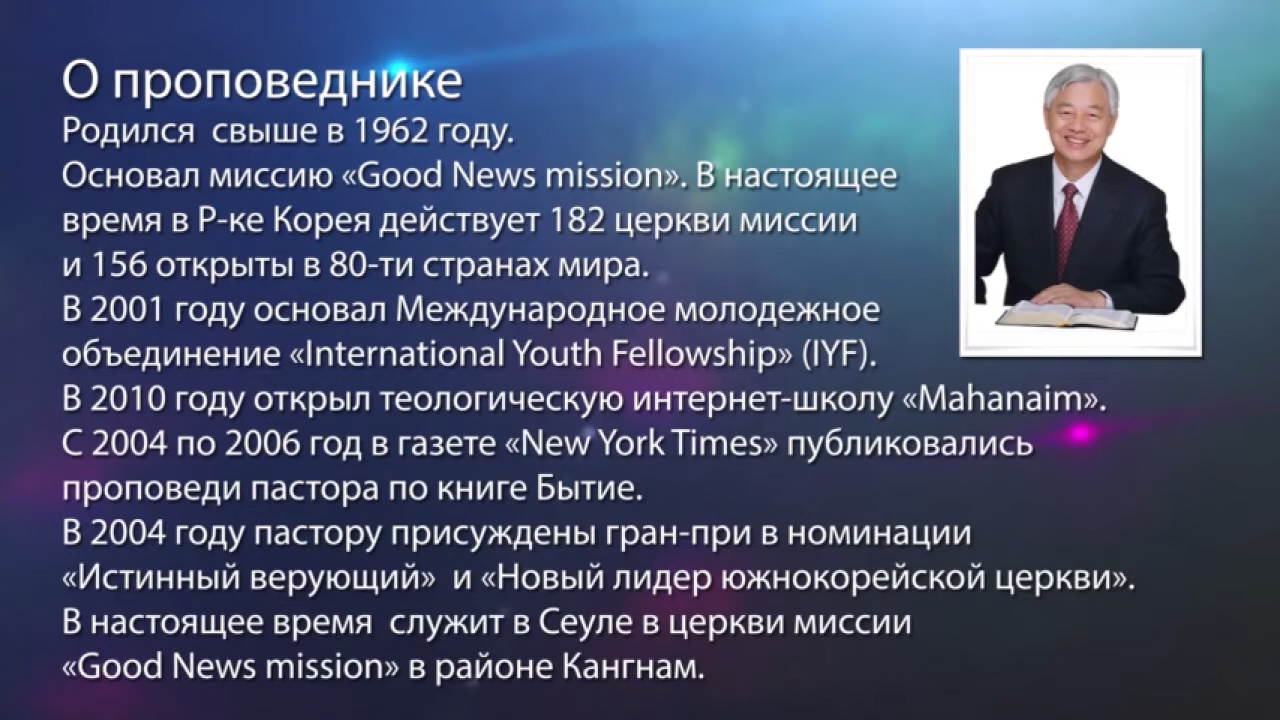 О проповеднике
Родился  свыше в 1962 году.
Основал миссию «Good News mission». В настоящее
время в Р-ке Корея действует 182 церкви миссии
и 156 открыты в 80-ти странах мира.
В 2001 году основал Международное молодежное
объединение «International Youth Fellowship» (IYF).
В 2010 году открыл теологическую интернет-школу «Mahanaim».
С 2004 по 2006 год в газете «New York Times» публиковались
проповеди пастора по книге Бытие.
В 2004 году пастору присуждены гран-при в номинации
«Истинный верующий»  и «Новый лидер южнокорейской церкви».
В настоящее время  служит в Сеуле в церкви миссии
«Good News mission» в районе Кангнам.